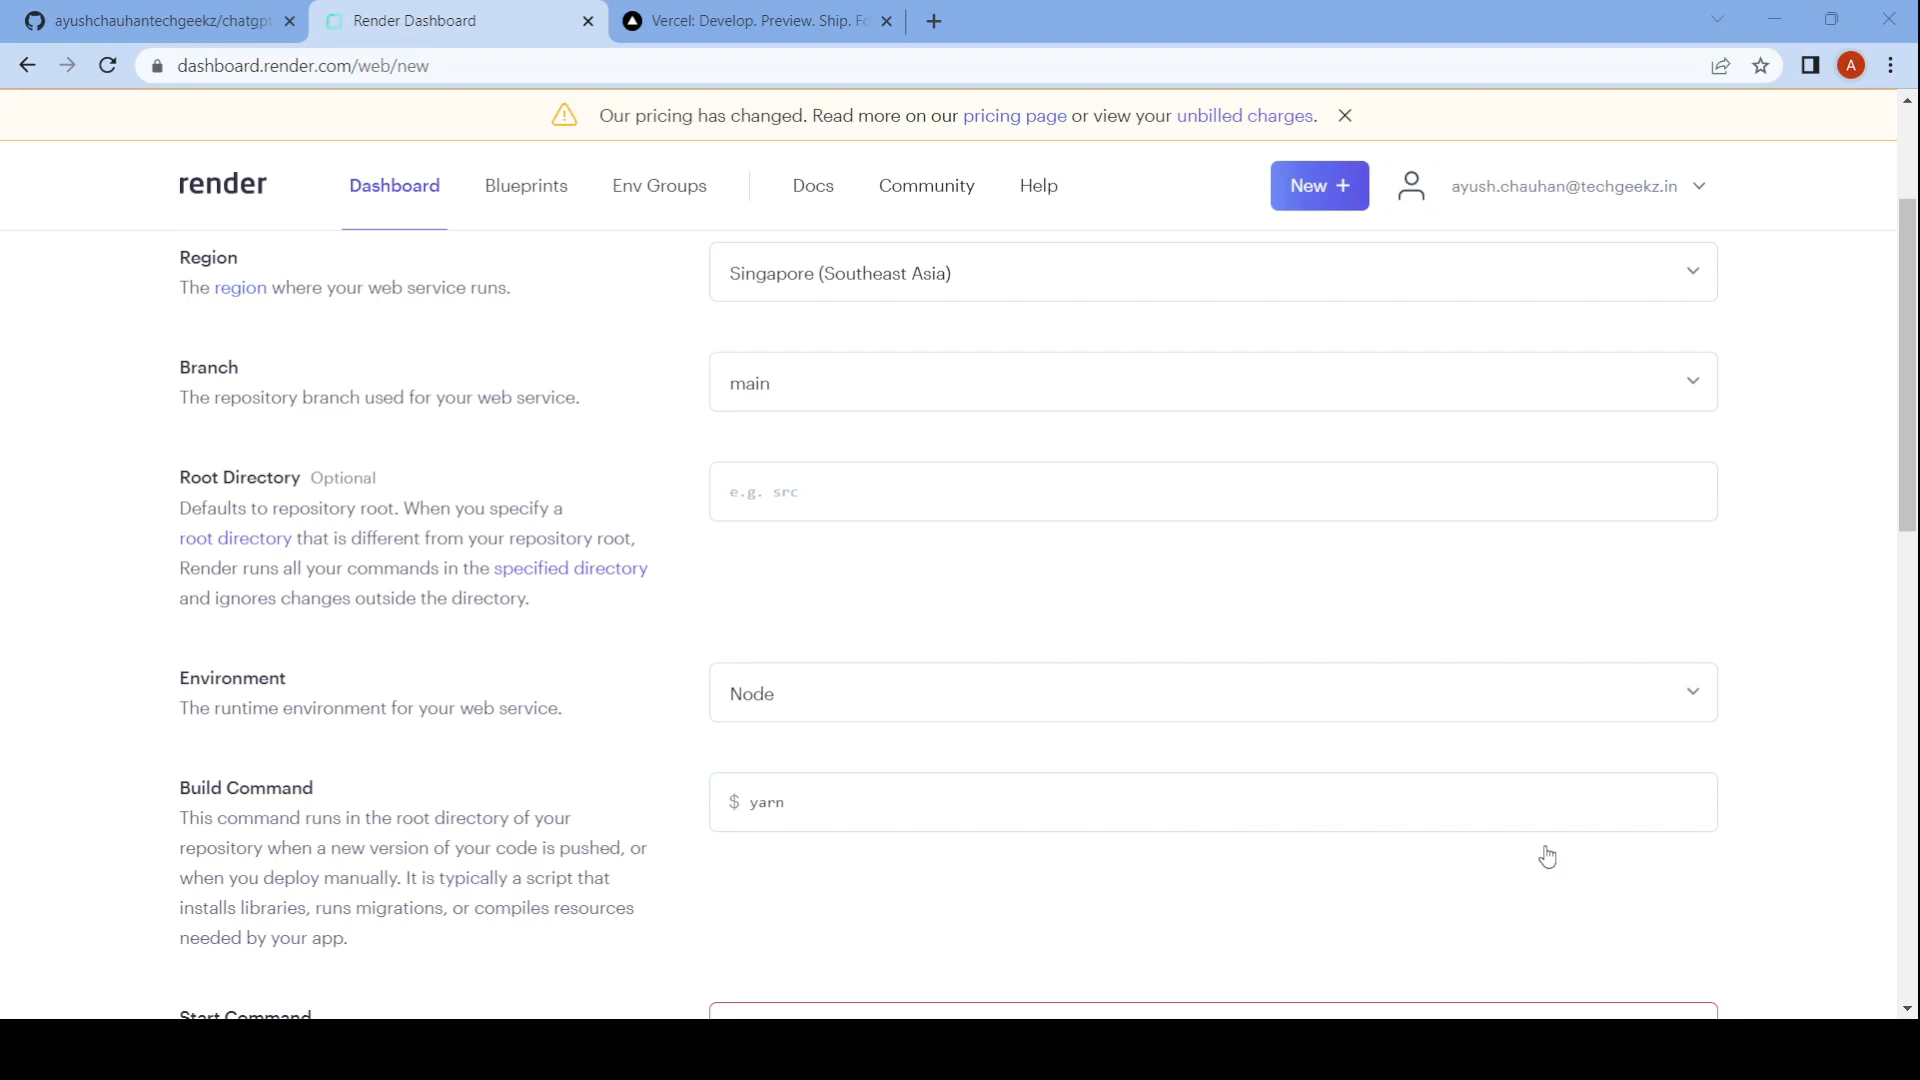 ayushchauhantechgeekz/chatgpt
Render Dashboard
Vercel: Develop. Preview. Ship. Fo
dashboard.render.com/web/new
A
Our pricing has changed. Read more on our pricing page or view your unbilled charges.
render
Dashboard
Blueprints
Env Groups
Docs
Community
Help
New +
ayush.chauhan@techgeekz.in
Region
The region where your web service runs.
Singapore (Southeast Asia)
Branch
The repository branch used for your web service.
main
Root Directory Optional
Defaults to repository root. When you specify a
root directory that is different from your repository root,
Render runs all your commands in the specified directory
and ignores changes outside the directory.
e.g. src
Environment
The runtime environment for your web service.
Node
Build Command
This command runs in the root directory of your
repository when a new version of your code is pushed, or
when you deploy manually. It is typically a script that
installs libraries, runs migrations, or compiles resources
needed by your app.
$ yarn
Start Command